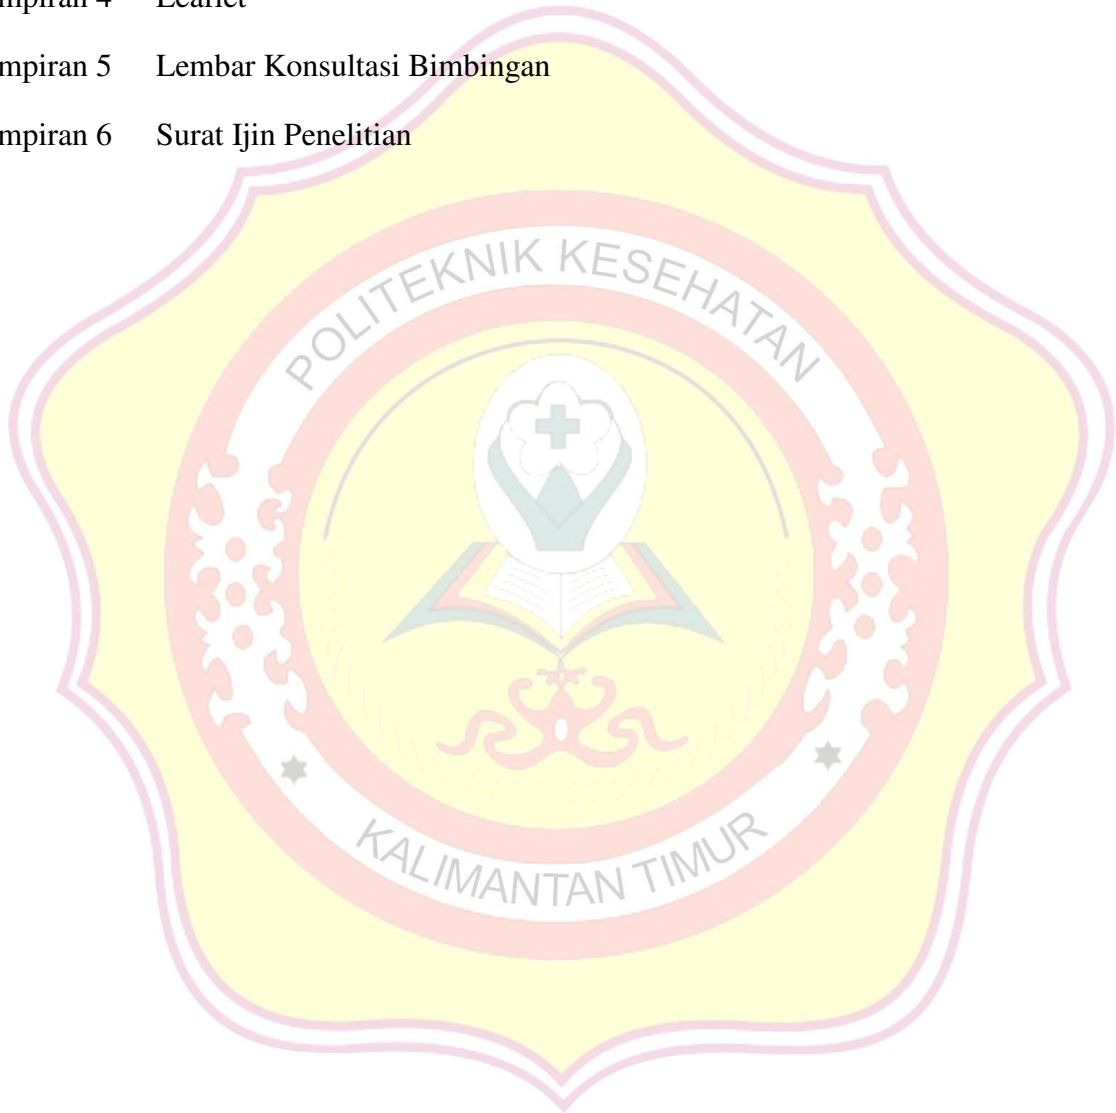 mpiran 4 Leaflet
mpiran 5 Lembar Konsultasi Bimbingan
mpiran 6 Surat Ijin Penelitian
POLITEKNIK KESEHATAN
KALIMANTAN TIMUR